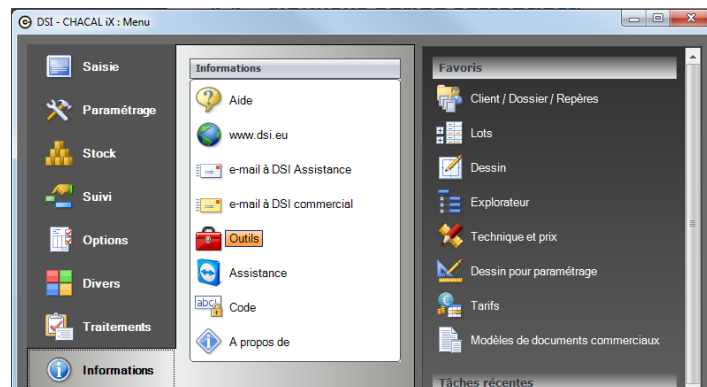 DSI - CHACAL iX : Menu
Saisie
Paramétrage
Stock
Suivi
Options
Divers
Traitements
Informations
Informations
Aide
www.dsi.eu
e-mail à DSI Assistance
e-mail à DSI commercial
Outils
Assistance
abc
Code
A propos de
Favoris
Client / Dossier / Repères
Lots
Dessin
Explorateur
Technique et prix
Dessin pour paramétrage
Tarifs
Modèles de documents commerciaux
Tâches récentes